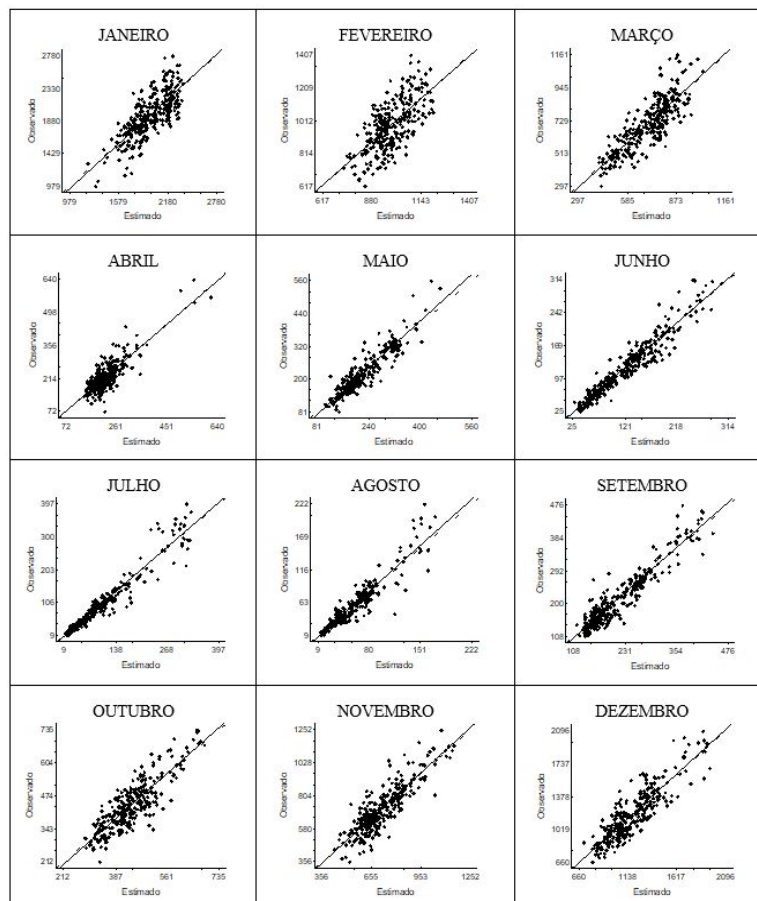 JANEIRO
2780
2330
1880
1429
979
Observado
979 1579 2180 2780
Estimado
FEVEREIRO
1407
1209
1012
814
617
Observado
617 880 1143 1407
Estimado
MARÇO
1161
945
729
513
297
Observado
297 585 873 1161
Estimado
ABRIL
640
498
356
214
72
Observado
72 261 451 640
Estimado
MAIO
560
440
320
200
81
Observado
81 240 400 560
Estimado
JUNHO
314
242
169
97
25
Observado
25 121 218 314
Estimado
JULHO
397
300
203
106
9
Observado
9 138 268 397
Estimado
AGOSTO
222
169
116
63
9
Observado
9 80 151 222
Estimado
SETEMBRO
476
384
292
200
108
Observado
108 231 354 476
Estimado
OUTUBRO
735
604
474
343
212
Observado
212 387 561 735
Estimado
NOVEMBRO
1252
1028
804
580
356
Observado
356 655 953 1252
Estimado
DEZEMBRO
2096
1737
1378
1019
660
Observado
660 1138 1617 2096
Estimado